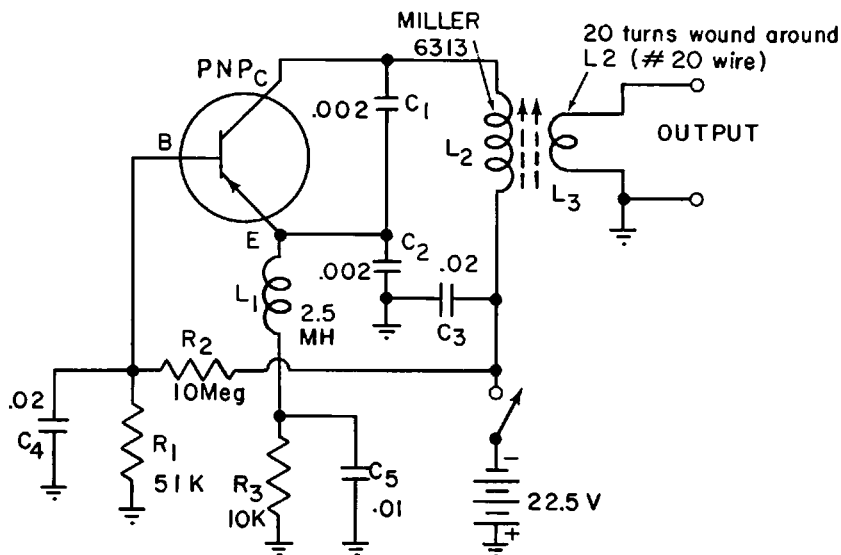 MILLER
6313
20 turns wound around
L2 (#20 wire)
PNP C
.002 C1
B
L2
OUTPUT
L3
E
C2
.002
.02
C3
L1
2.5
MH
R2
10Meg
.02
C4
R1
51K
R3
10K
C5
.01
−
22.5 V
+